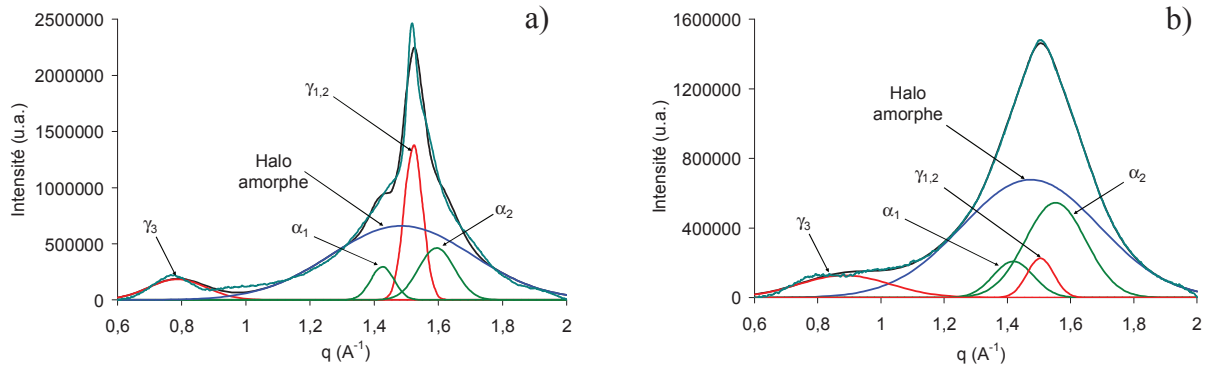 a)
2500000
2000000
1500000
1000000
500000
0
Intensité (u.a.)
γ1,2
Halo
amorphe
γ3
α1
α2
0,6 0,8 1 1,2 1,4 1,6 1,8 2
q (A-1)
b)
1600000
1200000
800000
400000
0
Intensité (u.a.)
Halo
amorphe
γ1,2
α2
α1
γ3
0,6 0,8 1 1,2 1,4 1,6 1,8 2
q (A-1)